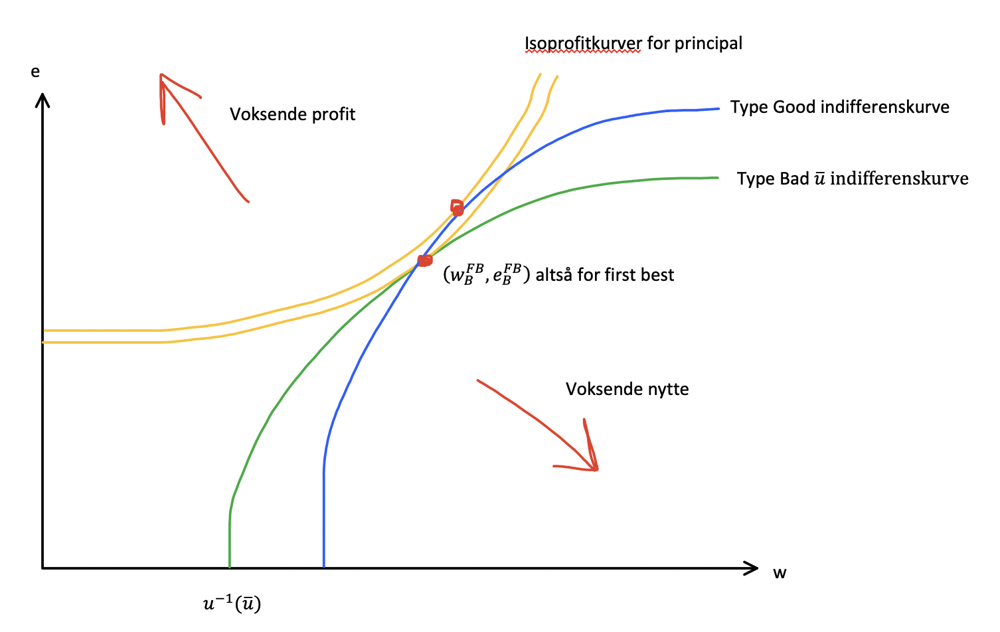 Isoprofitkurver for principal
e
Voksende profit
Type Good indifferenskurve
Type Bad ū indifferenskurve
(w_B^{FB}, e_B^{FB}) altså for first best
Voksende nytte
w
u⁻¹(ū)